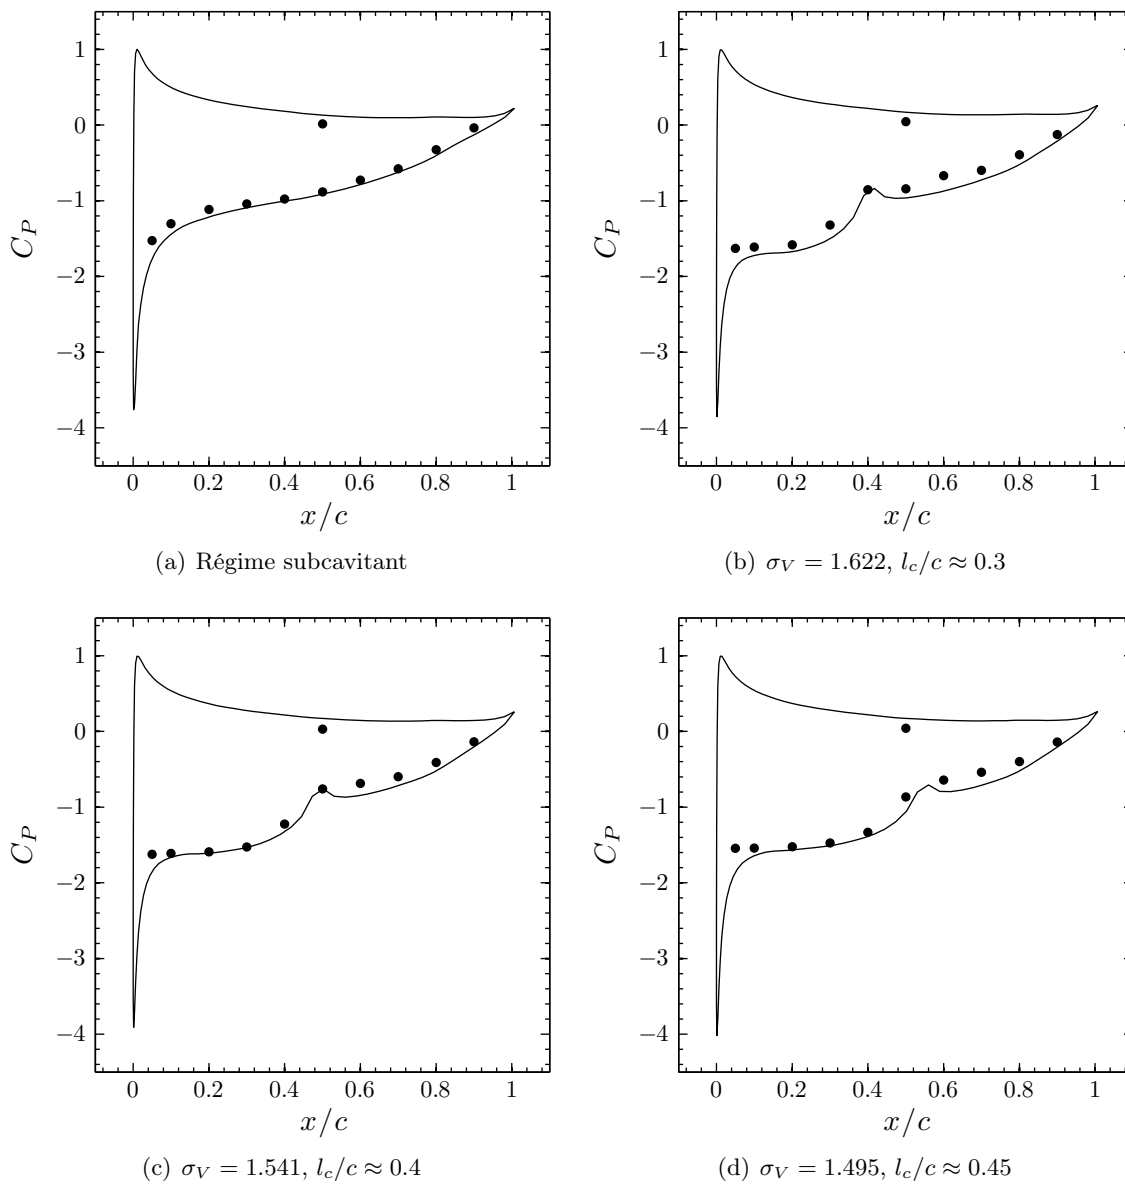 1
0
−1
−2
−3
−4
C_P
0 0.2 0.4 0.6 0.8 1
x/c
(a) Régime subcavitant
1
0
−1
−2
−3
−4
C_P
0 0.2 0.4 0.6 0.8 1
x/c
(b) σ_V = 1.622, l_c/c ≈ 0.3
1
0
−1
−2
−3
−4
C_P
0 0.2 0.4 0.6 0.8 1
x/c
(c) σ_V = 1.541, l_c/c ≈ 0.4
1
0
−1
−2
−3
−4
C_P
0 0.2 0.4 0.6 0.8 1
x/c
(d) σ_V = 1.495, l_c/c ≈ 0.45